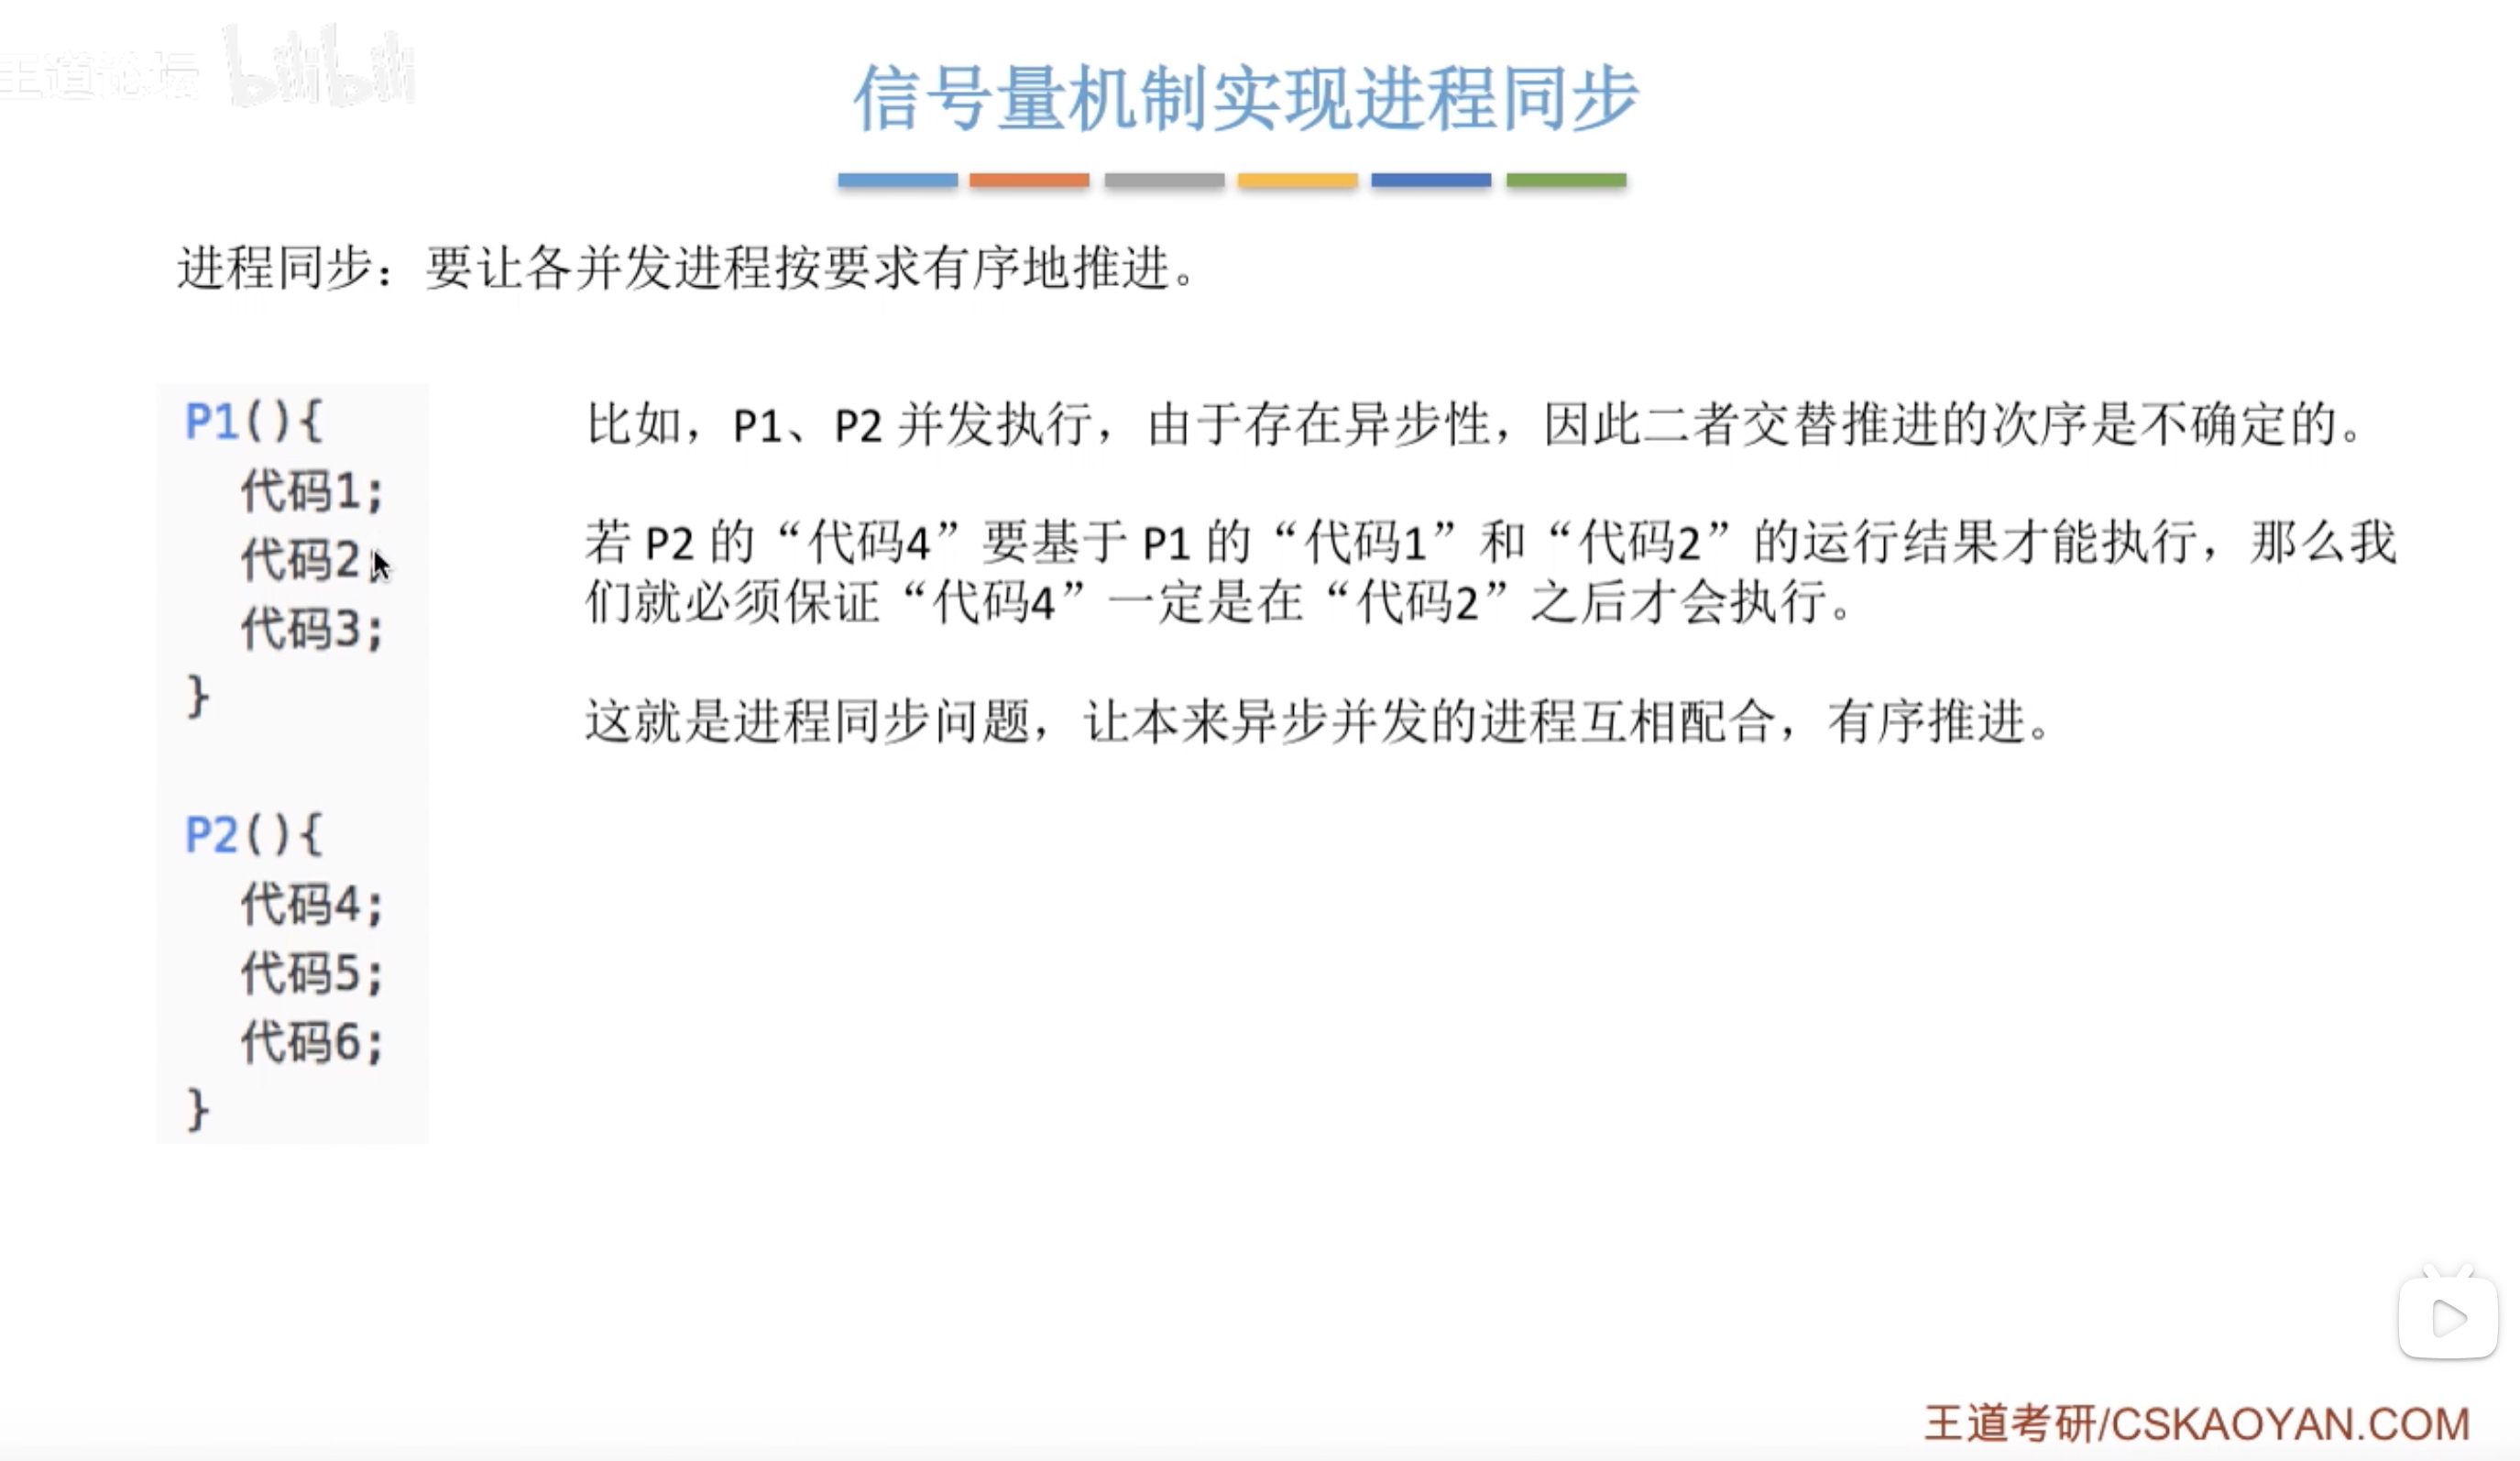 王道论坛 bilibili
信号量机制实现进程同步
进程同步：要让各并发进程按要求有序地推进。
P1(){
代码1;
代码2;
代码3;
}
P2(){
代码4;
代码5;
代码6;
}
比如，P1、P2 并发执行，由于存在异步性，因此二者交替推进的次序是不确定的。
若 P2 的“代码4”要基于 P1 的“代码1”和“代码2”的运行结果才能执行，那么我
们就必须保证“代码4”一定是在“代码2”之后才会执行。
这就是进程同步问题，让本来异步并发的进程互相配合，有序推进。
王道考研/CSKAOYAN.COM